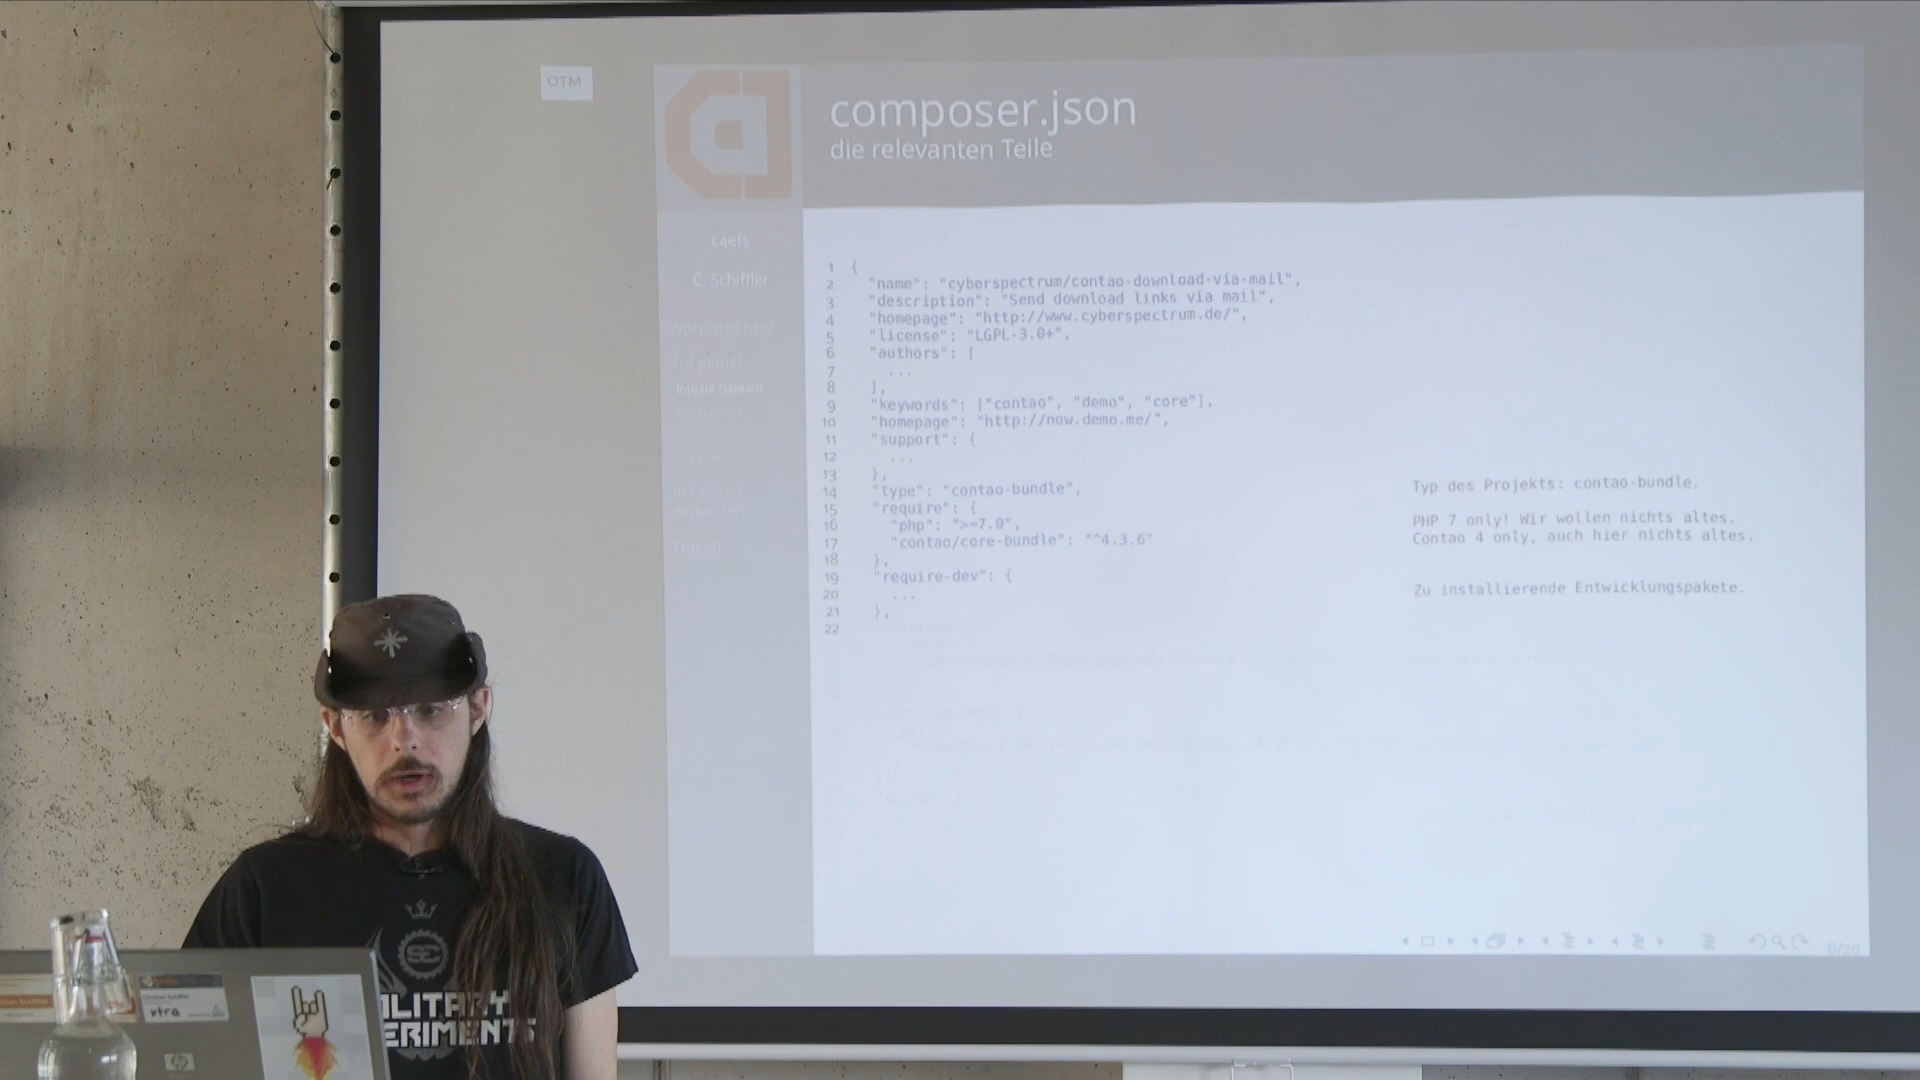 OTM
composer.json
die relevanten Teile
c4efs
C. Schiffler
Initiale Dateien
Fragen
1 {
2 "name": "cyberspectrum/contao-download-via-mail",
3 "description": "Send download links via mail",
4 "homepage": "http://www.cyberspectrum.de/",
5 "license": "LGPL-3.0+",
6 "authors": [
7 ...
8 ],
9 "keywords": ["contao", "demo", "core"],
10 "homepage": "http://now.demo.me/",
11 "support": {
12 ...
13 },
14 "type": "contao-bundle",
15 "require": {
16 "php": ">=7.0",
17 "contao/core-bundle": "^4.3.6"
18 },
19 "require-dev": {
20 ...
21 },
22
Typ des Projekts: contao-bundle.
PHP 7 only! Wir wollen nichts altes.
Contao 4 only, auch hier nichts altes.
Zu installierende Entwicklungspakete.
6/20
xtra
hp